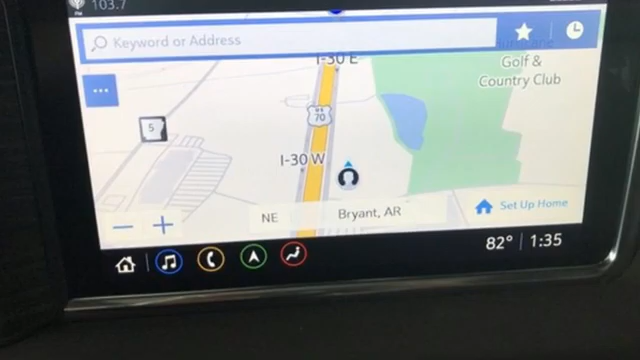 103.7
Keyword or Address
I-30 E
Golf &
Country Club
70
5
I-30 W
NE
Bryant, AR
Set Up Home
82° 1:35